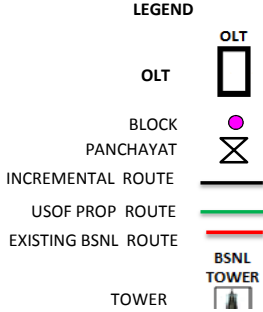 LEGEND
OLT
OLT
BLOCK
PANCHAYAT
INCREMENTAL ROUTE
USOF PROP ROUTE
EXISTING BSNL ROUTE
BSNL
TOWER
TOWER